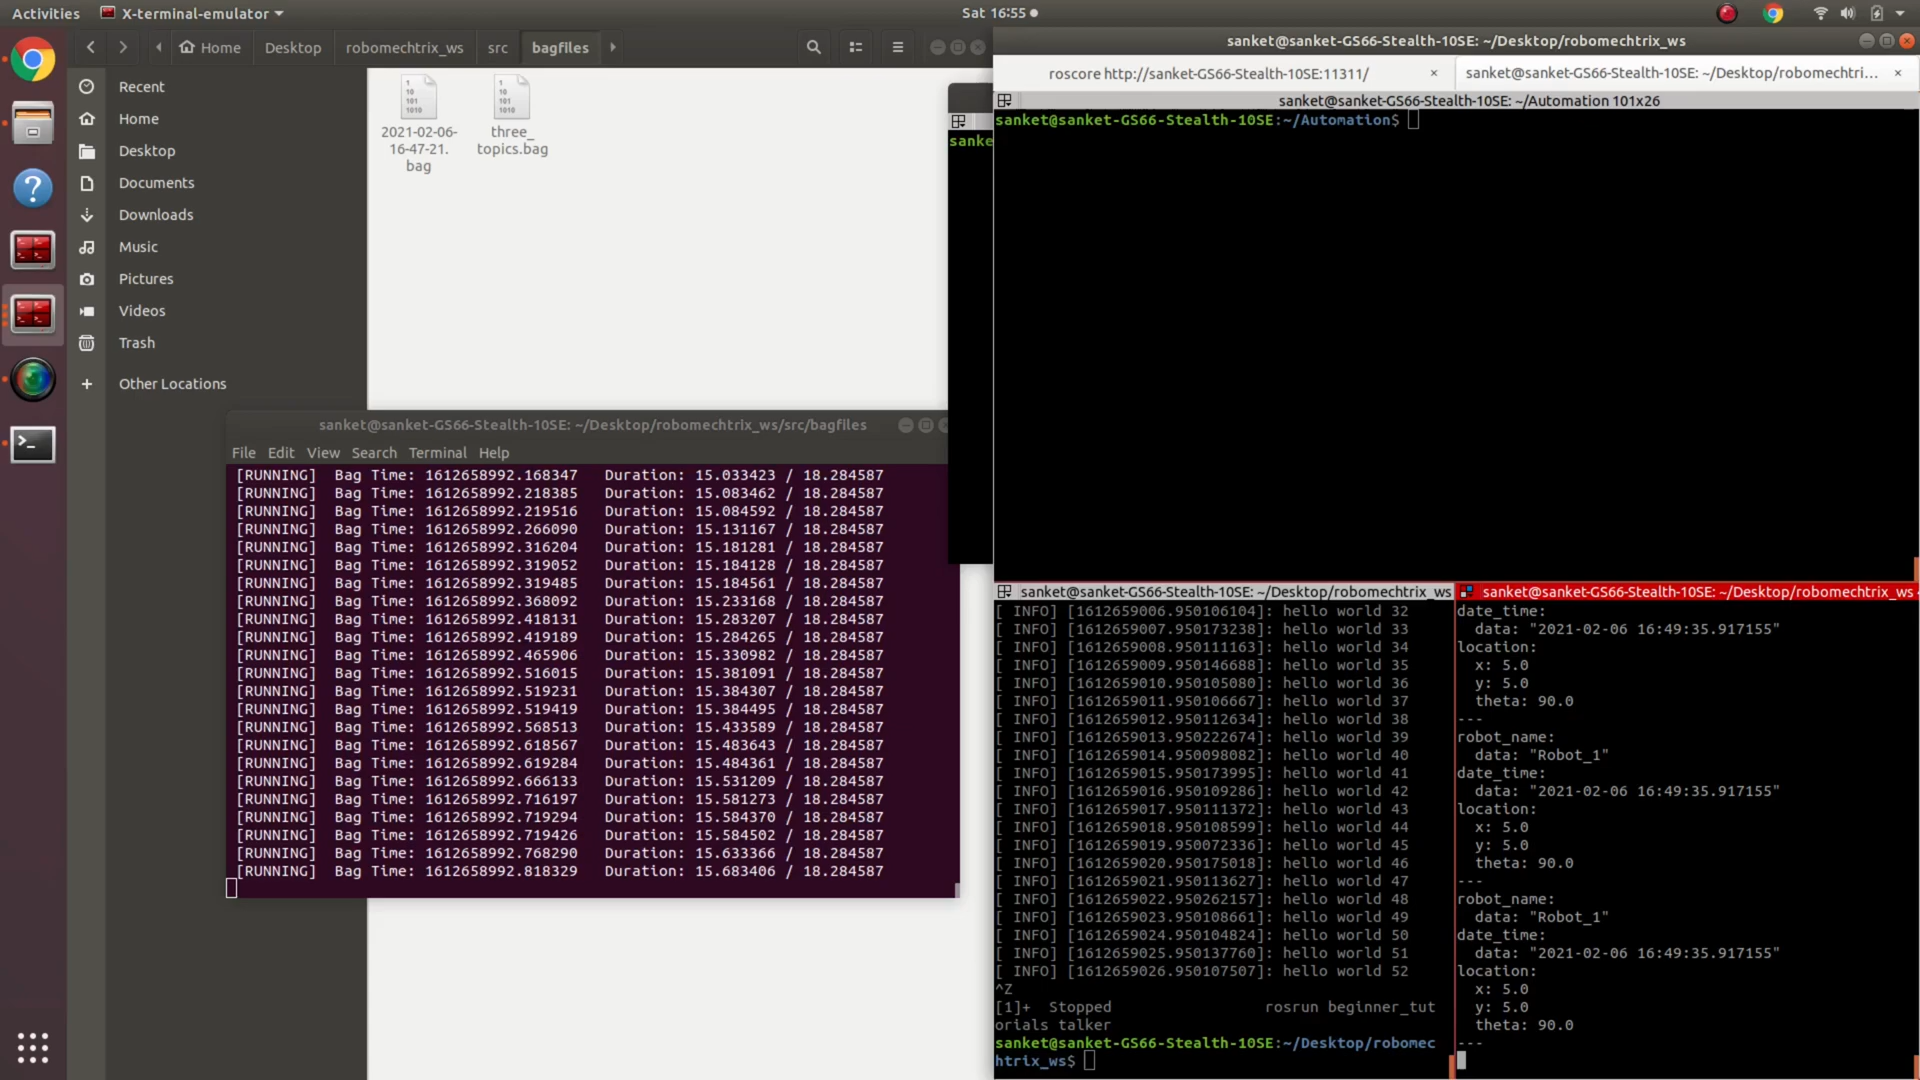 Activities
X-terminal-emulator
Sat 16:55
Home
Desktop
robomechtrix_ws
src
bagfiles
Recent
Home
Desktop
Documents
Downloads
Music
Pictures
Videos
Trash
Other Locations
2021-02-06-
16-47-21.
bag
three_
topics.bag
sanke
sanket@sanket-GS66-Stealth-10SE: ~/Desktop/robomechtrix_ws/src/bagfiles
File Edit View Search Terminal Help
[RUNNING] Bag Time: 1612658992.168347 Duration: 15.033423 / 18.284587
[RUNNING] Bag Time: 1612658992.218385 Duration: 15.083462 / 18.284587
[RUNNING] Bag Time: 1612658992.219516 Duration: 15.084592 / 18.284587
[RUNNING] Bag Time: 1612658992.266090 Duration: 15.131167 / 18.284587
[RUNNING] Bag Time: 1612658992.316204 Duration: 15.181281 / 18.284587
[RUNNING] Bag Time: 1612658992.319052 Duration: 15.184128 / 18.284587
[RUNNING] Bag Time: 1612658992.319485 Duration: 15.184561 / 18.284587
[RUNNING] Bag Time: 1612658992.368092 Duration: 15.233168 / 18.284587
[RUNNING] Bag Time: 1612658992.418131 Duration: 15.283207 / 18.284587
[RUNNING] Bag Time: 1612658992.419189 Duration: 15.284265 / 18.284587
[RUNNING] Bag Time: 1612658992.465906 Duration: 15.330982 / 18.284587
[RUNNING] Bag Time: 1612658992.516015 Duration: 15.381091 / 18.284587
[RUNNING] Bag Time: 1612658992.519231 Duration: 15.384307 / 18.284587
[RUNNING] Bag Time: 1612658992.519419 Duration: 15.384495 / 18.284587
[RUNNING] Bag Time: 1612658992.568513 Duration: 15.433589 / 18.284587
[RUNNING] Bag Time: 1612658992.618567 Duration: 15.483643 / 18.284587
[RUNNING] Bag Time: 1612658992.619284 Duration: 15.484361 / 18.284587
[RUNNING] Bag Time: 1612658992.666133 Duration: 15.531209 / 18.284587
[RUNNING] Bag Time: 1612658992.716197 Duration: 15.581273 / 18.284587
[RUNNING] Bag Time: 1612658992.719294 Duration: 15.584370 / 18.284587
[RUNNING] Bag Time: 1612658992.719426 Duration: 15.584502 / 18.284587
[RUNNING] Bag Time: 1612658992.768290 Duration: 15.633366 / 18.284587
[RUNNING] Bag Time: 1612658992.818329 Duration: 15.683406 / 18.284587
sanket@sanket-GS66-Stealth-10SE: ~/Desktop/robomechtrix_ws
roscore http://sanket-GS66-Stealth-10SE:11311/
sanket@sanket-GS66-Stealth-10SE: ~/Desktop/robomechtri...
sanket@sanket-GS66-Stealth-10SE: ~/Automation 101x26
sanket@sanket-GS66-Stealth-10SE:~/Automation$
sanket@sanket-GS66-Stealth-10SE: ~/Desktop/robomechtrix_ws
[ INFO] [1612659006.950106104]: hello world 32
[ INFO] [1612659007.950173238]: hello world 33
[ INFO] [1612659008.950111163]: hello world 34
[ INFO] [1612659009.950146688]: hello world 35
[ INFO] [1612659010.950105080]: hello world 36
[ INFO] [1612659011.950106667]: hello world 37
[ INFO] [1612659012.950112634]: hello world 38
[ INFO] [1612659013.950222674]: hello world 39
[ INFO] [1612659014.950098082]: hello world 40
[ INFO] [1612659015.950173995]: hello world 41
[ INFO] [1612659016.950109286]: hello world 42
[ INFO] [1612659017.950111372]: hello world 43
[ INFO] [1612659018.950108599]: hello world 44
[ INFO] [1612659019.950072336]: hello world 45
[ INFO] [1612659020.950175018]: hello world 46
[ INFO] [1612659021.950113627]: hello world 47
[ INFO] [1612659022.950262157]: hello world 48
[ INFO] [1612659023.950108661]: hello world 49
[ INFO] [1612659024.950104824]: hello world 50
[ INFO] [1612659025.950137760]: hello world 51
[ INFO] [1612659026.950107507]: hello world 52
^Z
[1]+ Stopped rosrun beginner_tut
orials talker
sanket@sanket-GS66-Stealth-10SE:~/Desktop/robomec
htrix_ws$
sanket@sanket-GS66-Stealth-10SE: ~/Desktop/robomechtrix_ws
date_time:
data: "2021-02-06 16:49:35.917155"
location:
x: 5.0
y: 5.0
theta: 90.0
---
robot_name:
data: "Robot_1"
date_time:
data: "2021-02-06 16:49:35.917155"
location:
x: 5.0
y: 5.0
theta: 90.0
---
robot_name:
data: "Robot_1"
date_time:
data: "2021-02-06 16:49:35.917155"
location:
x: 5.0
y: 5.0
theta: 90.0
---